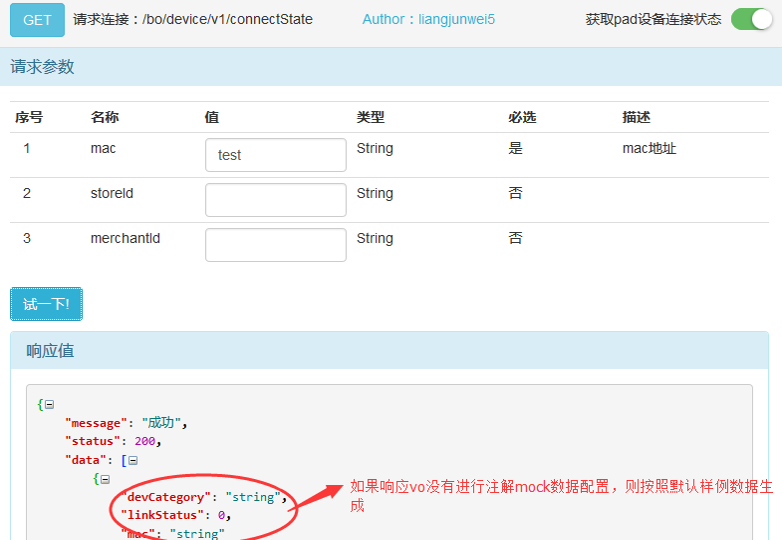 GET 请求连接：/bo/device/v1/connectState Author：liangjunwei5 获取pad设备连接状态
请求参数
序号 名称 值 类型 必选 描述
1 mac test String 是 mac地址
2 storeId String 否
3 merchantId String 否
试一下!
响应值
{
"message": "成功",
"status": 200,
"data": [
{
"devCategory": "string",
"linkStatus": 0,
"mac": "string"
如果响应vo没有进行注解mock数据配置，则按照默认样例数据生
成